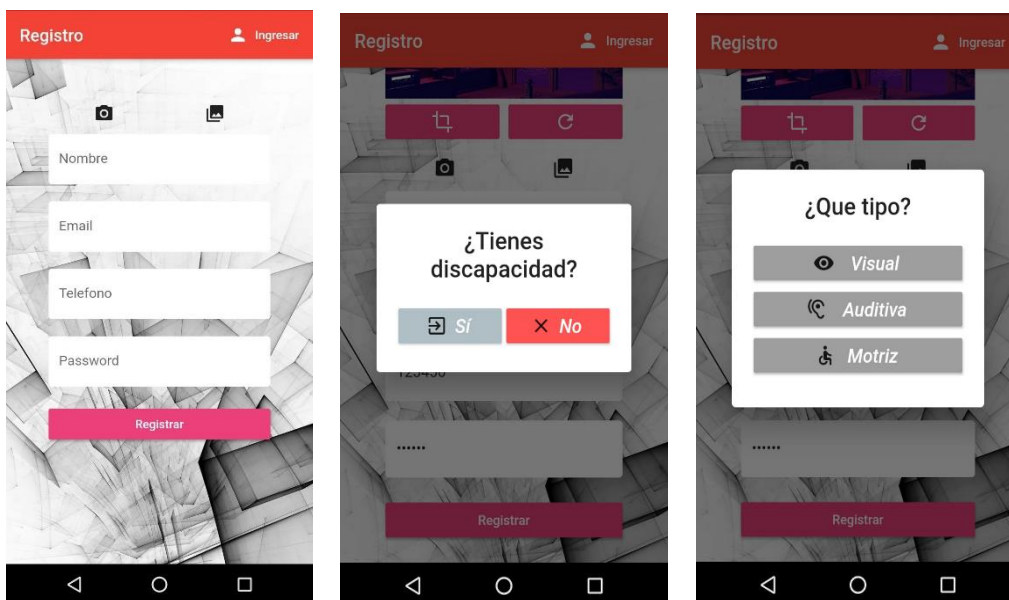 Registro
Ingresar
Nombre
Email
Telefono
Password
Registrar
Registro
Ingresar
¿Tienes
discapacidad?
Sí
No
••••••
Registrar
Registro
Ingresar
¿Que tipo?
Visual
Auditiva
Motriz
••••••
Registrar